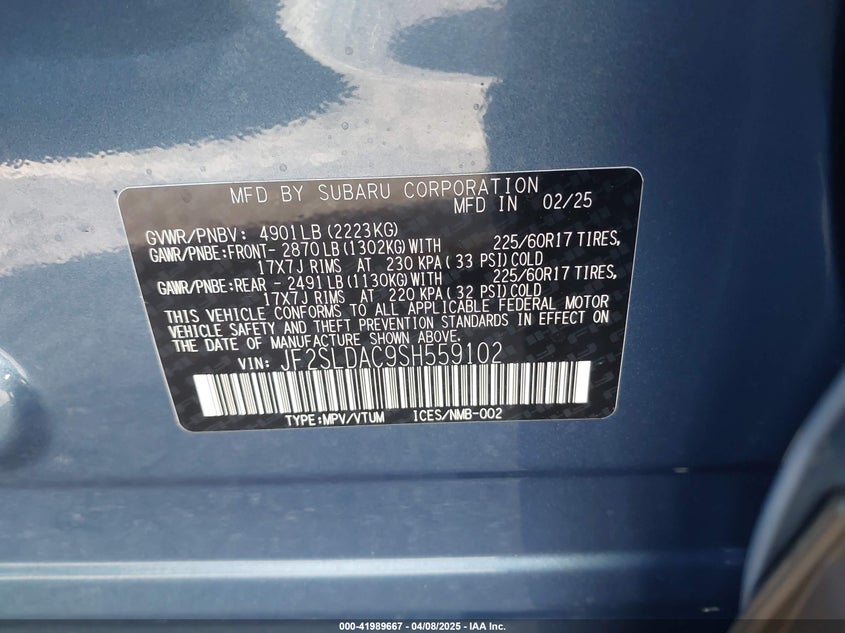 MFD BY SUBARU CORPORATION
MFD IN 02/25
GVWR/PNBV: 4901LB (2223KG)
GAWR/PNBE:FRONT- 2870LB (1302KG)WITH 225/60R17 TIRES,
17X7J RIMS AT 230 KPA( 33 PSI)COLD
GAWR/PNBE:REAR - 2491LB (1130KG)WITH 225/60R17 TIRES,
17X7J RIMS AT 220 KPA( 32 PSI)COLD
THIS VEHICLE CONFORMS TO ALL APPLICABLE FEDERAL MOTOR
VEHICLE SAFETY AND THEFT PREVENTION STANDARDS IN EFFECT ON
THE DATE OF MANUFACTURE SHOWN ABOVE.
VIN: JF2SLDAC9SH559102
TYPE:MPV/VTUM ICES/NMB-002
000-41989667 | 04/08/2025 | IAA Inc.